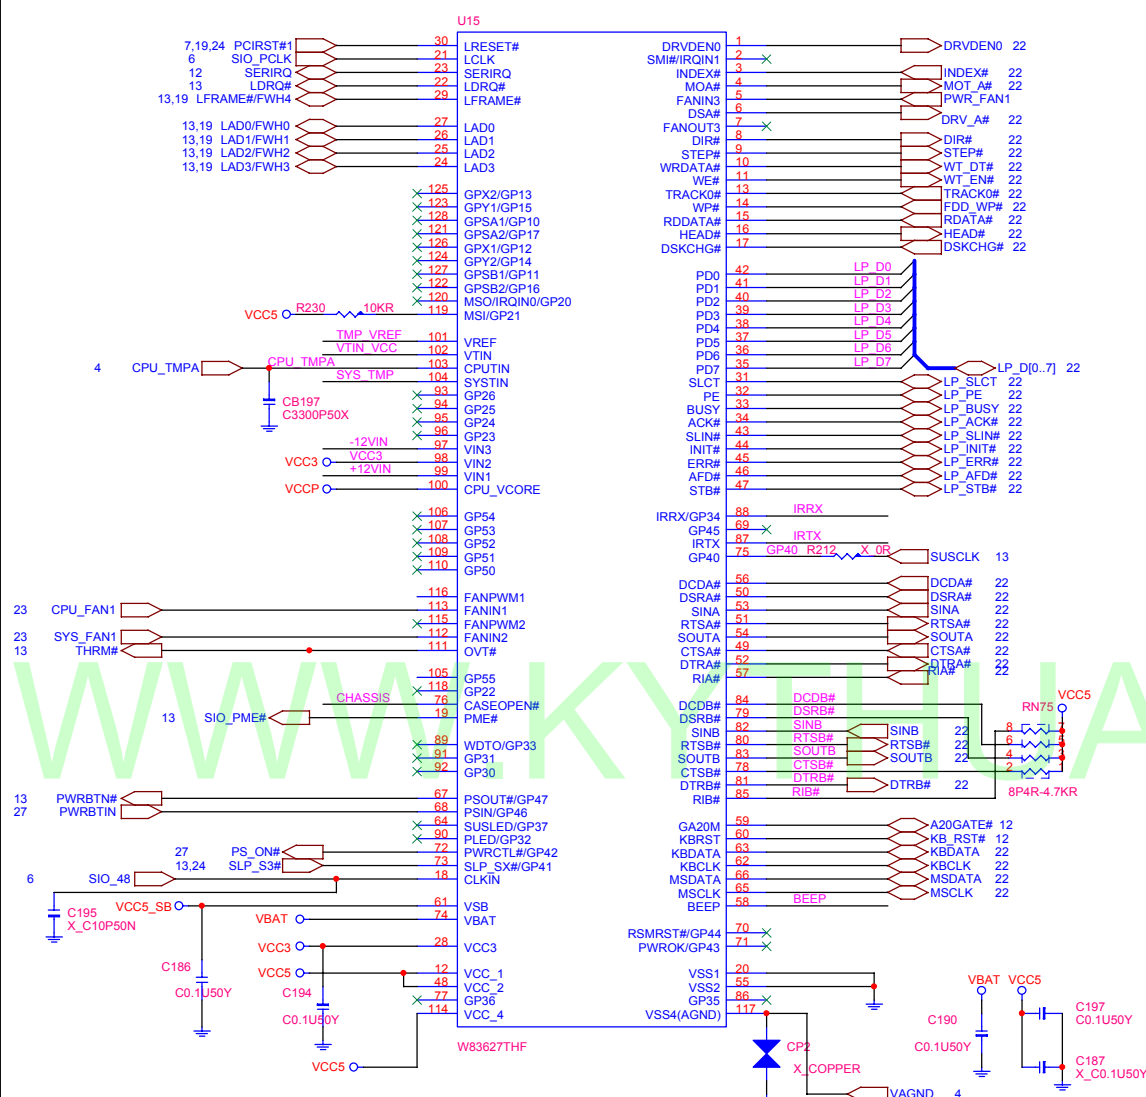 U15
7,19,24 PCIRST#1 30 LRESET# DRVDEN0 1 DRVDEN0 22
6 SIO_PCLK 21 LCLK SMI#/IRQIN1 2
12 SERIRQ 23 SERIRQ INDEX# 3 INDEX# 22
13 LDRQ# 22 LDRQ# MOA# 4 MOT_A# 22
13,19 LFRAME#/FWH4 29 LFRAME# FANIN3 5 PWR_FAN1
DSA# 6 DRV_A# 22
13,19 LAD0/FWH0 27 LAD0 FANOUT3 7
13,19 LAD1/FWH1 26 LAD1 DIR# 8 DIR# 22
13,19 LAD2/FWH2 25 LAD2 STEP# 9 STEP# 22
13,19 LAD3/FWH3 24 LAD3 WRDATA# 10 WT_DT# 22
WE# 11 WT_EN# 22
125 GPX2/GP13 TRACK0# 13 TRACK0# 22
123 GPY1/GP15 WP# 14 FDD_WP# 22
128 GPSA1/GP10 RDDATA# 15 RDATA# 22
121 GPSA2/GP17 HEAD# 16 HEAD# 22
126 GPX1/GP12 DSKCHG# 17 DSKCHG# 22
124 GPY2/GP14
127 GPSB1/GP11 PD0 42 LP_D0
122 GPSB2/GP16 PD1 41 LP_D1
120 MSO/IRQIN0/GP20 PD2 40 LP_D2
VCC5 R230 10KR 119 MSI/GP21 PD3 39 LP_D3
PD4 38 LP_D4
TMP_VREF 101 VREF PD5 37 LP_D5
VTIN_VCC 102 VTIN PD6 36 LP_D6
4 CPU_TMPA CPU_TMPA 103 CPUTIN PD7 35 LP_D7 LP_D[0..7] 22
SYS_TMP 104 SYSTIN SLCT 31 LP_SLCT 22
93 GP26 PE 32 LP_PE 22
CB197
C3300P50X
94 GP25 BUSY 33 LP_BUSY 22
95 GP24 ACK# 34 LP_ACK# 22
96 GP23 SLIN# 43 LP_SLIN# 22
-12VIN 97 VIN3 INIT# 44 LP_INIT# 22
VCC3 VCC3 98 VIN2 ERR# 45 LP_ERR# 22
+12VIN 99 VIN1 AFD# 46 LP_AFD# 22
VCCP 100 CPU_VCORE STB# 47 LP_STB# 22
106 GP54 IRRX/GP34 88 IRRX
107 GP53 GP45 69
108 GP52 IRTX 87 IRTX
109 GP51 GP40 75 GP40 R212 X_0R SUSCLK 13
110 GP50
DCDA# 56 DCDA# 22
116 FANPWM1 DSRA# 50 DSRA# 22
23 CPU_FAN1 113 FANIN1 SINA 53 SINA 22
115 FANPWM2 RTSA# 51 RTSA# 22
23 SYS_FAN1 112 FANIN2 SOUTA 54 SOUTA 22
13 THRM# 111 OVT# CTSA# 49 CTSA# 22
DTRA# 52 DTRA# 22
105 GP55 RIA# 57 RIA# 22
118 GP22
CHASSIS 76 CASEOPEN# DCDB# 84 DCDB# VCC5
13 SIO_PME# 19 PME# DSRB# 79 DSRB# RN75
SINB 82 SINB SINB 22 8 7
89 WDTO/GP33 RTSB# 80 RTSB# RTSB# 22 6 5
91 GP31 SOUTB 83 SOUTB SOUTB 22 4 3
92 GP30 CTSB# 78 CTSB# 2 1
DTRB# 81 DTRB# DTRB# 22 8P4R-4.7KR
13 PWRBTN# 67 PSOUT#/GP47 RIB# 85 RIB#
27 PWRBTIN 68 PSIN/GP46
64 SUSLED/GP37 GA20M 59 A20GATE# 12
90 PLED/GP32 KBRST 60 KB_RST# 12
27 PS_ON# 72 PWRCTL#/GP42 KBDATA 63 KBDATA 22
13,24 SLP_S3# 73 SLP_SX#/GP41 KBCLK 62 KBCLK 22
6 SIO_48 18 CLKIN MSDATA 66 MSDATA 22
MSCLK 65 MSCLK 22
VCC5_SB 61 VSB BEEP 58 BEEP
C195
X_C10P50N
VBAT 74 VBAT
RSMRST#/GP44 70
VCC3 28 VCC3 PWROK/GP43 71
C186
C0.1U50Y
VCC5 12 VCC_1 VSS1 20
48 VCC_2 VSS2 55
C194
C0.1U50Y
77 GP36 GP35 86
114 VCC_4 VSS4(AGND) 117
VBAT VCC5
C190
C0.1U50Y
C197
C0.1U50Y
W83627THF
CP2
X_COPPER
VCC5
C187
X_C0.1U50Y
VAGND 4
WWW.KYTHUA